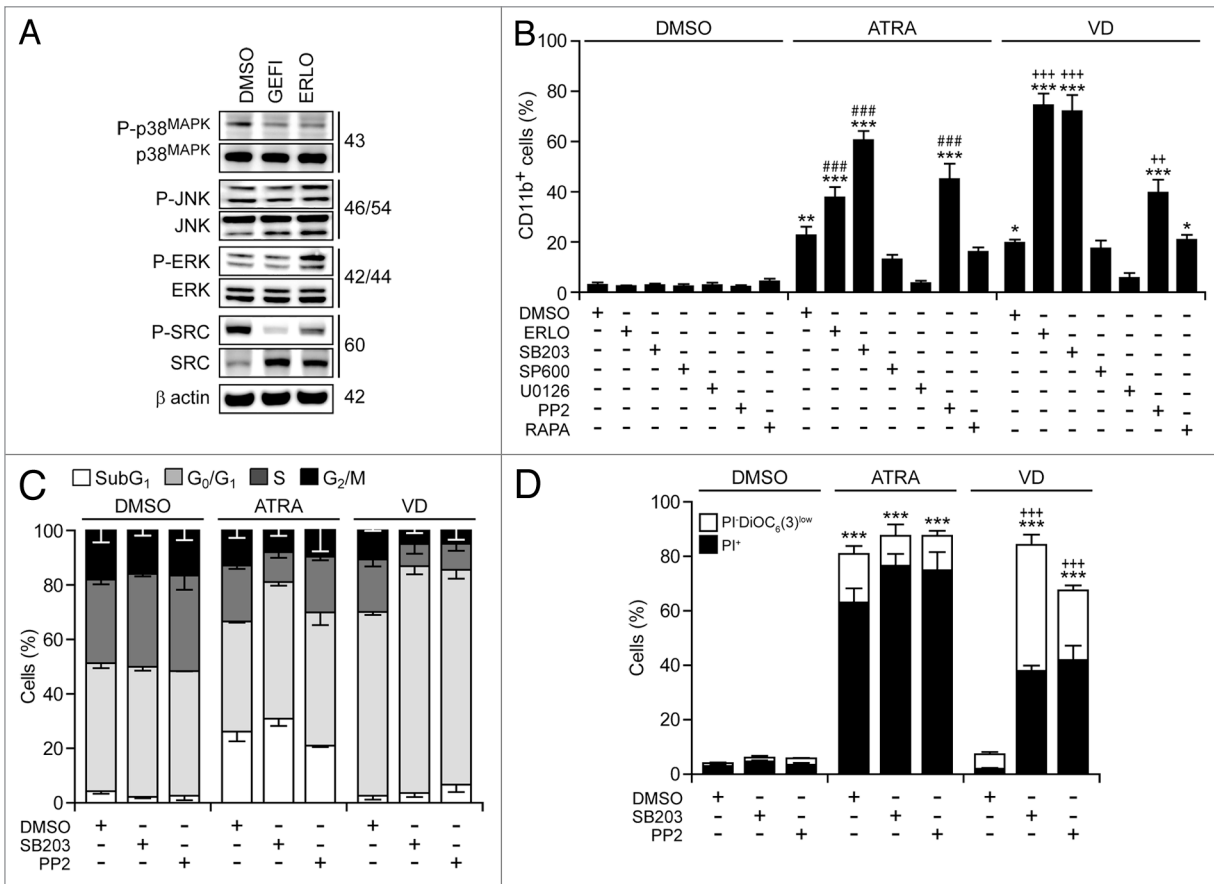 A
DMSO
GEFI
ERLO
P-p38MAPK
p38MAPK
43
P-JNK
JNK
46/54
P-ERK
ERK
42/44
P-SRC
SRC
60
β actin
42
B
DMSO ATRA VD
CD11b+ cells (%)
100
80
60
40
20
0
** ### *** ### *** ### *** * +++ *** +++ *** ++ *** *
DMSO + - - - - - - + - - - - - - + - - - - - -
ERLO - + - - - - - - + - - - - - - + - - - - -
SB203 - - + - - - - - - + - - - - - - + - - - -
SP600 - - - + - - - - - - + - - - - - - + - - -
U0126 - - - - + - - - - - - + - - - - - - + - -
PP2 - - - - - + - - - - - - + - - - - - - + -
RAPA - - - - - - + - - - - - - + - - - - - - +
C
SubG1 G0/G1 S G2/M
DMSO ATRA VD
Cells (%)
100
80
60
40
20
0
DMSO + - - + - - + - -
SB203 - + - - + - - + -
PP2 - - + - - + - - +
D
DMSO ATRA VD
PI-DiOC6(3)low
PI+
Cells (%)
100
80
60
40
20
0
*** *** *** +++ *** +++ ***
DMSO + - - + - - + - -
SB203 - + - - + - - + -
PP2 - - + - - + - - +